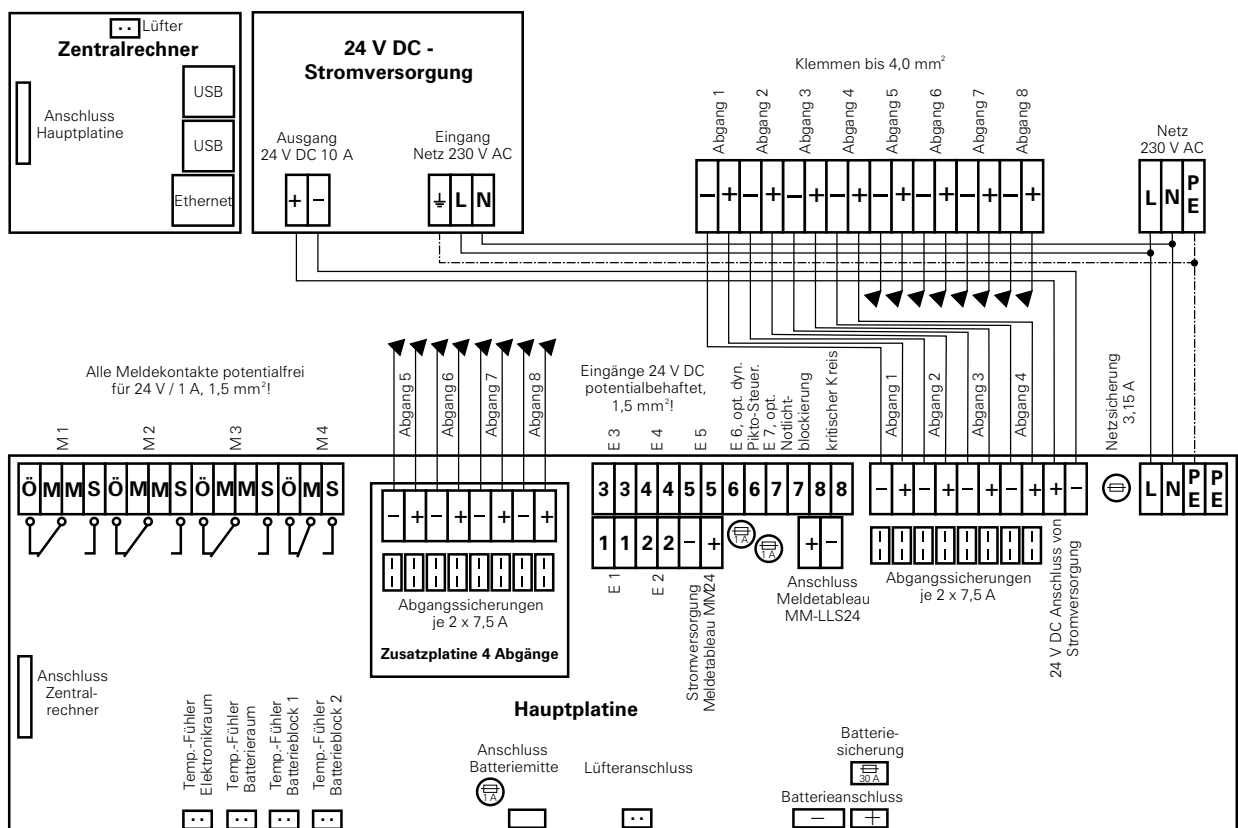 Lüfter
Zentralrechner
Anschluss
Hauptplatine
USB
USB
Ethernet
24 V DC -
Stromversorgung
Ausgang
24 V DC 10 A
Eingang
Netz 230 V AC
+ −
L N
Klemmen bis 4,0 mm²
Abgang 1
Abgang 2
Abgang 3
Abgang 4
Abgang 5
Abgang 6
Abgang 7
Abgang 8
− + − + − + − + − + − + − + − +
Netz
230 V AC
L N PE
Alle Meldekontakte potentialfrei
für 24 V / 1 A, 1,5 mm²!
M 1
M 2
M 3
M 4
Ö M M S Ö M M S Ö M M S Ö M S
Abgang 5
Abgang 6
Abgang 7
Abgang 8
− + − + − + − +
Abgangssicherungen
je 2 x 7,5 A
Zusatzplatine 4 Abgänge
Eingänge 24 V DC
potentialbehaftet,
1,5 mm²!
E 3
E 4
E 5
E 6, opt. dyn.
Pikto-Steuer.
E 7, opt.
Notlicht-
blockierung
kritischer Kreis
3 3 4 4 5 5 6 6 7 7 8 8
1 1 2 2 − +
1 A
1 A
+ −
E 1
E 2
Stromversorgung
Meldetableau MM24
Anschluss
Meldetableau
MM-LLS24
Abgang 1
Abgang 2
Abgang 3
Abgang 4
− + − + − + − + + −
Abgangssicherungen
je 2 x 7,5 A
24 V DC Anschluss von
Stromversorgung
Netzsicherung
3,15 A
L N PE PE
Anschluss
Zentral-
rechner
Hauptplatine
Temp.-Fühler
Elektronikraum
Temp.-Fühler
Batterieraum
Temp.-Fühler
Batterieblock 1
Temp.-Fühler
Batterieblock 2
Anschluss
Batteriemitte
1 A
Lüfteranschluss
Batterie-
sicherung
30 A
Batterieanschluss
− +